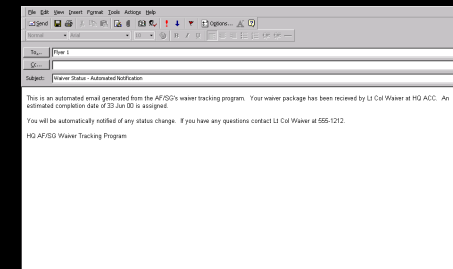 File Edit View Insert Format Tools Actions Help
Send Options...
Normal Arial 10 B I U
To... Flyer 1
Cc...
Subject: Waiver Status - Automated Notification
This is an automated email generated from the AF/SG's waiver tracking program. Your waiver package has been recieved by Lt Col Waiver at HQ ACC. An
estimated completion date of 33 Jun 00 is assigned.
You will be automatically notified of any status change. If you have any questions contact Lt Col Waiver at 555-1212.
HQ AF/SG Waiver Tracking Program